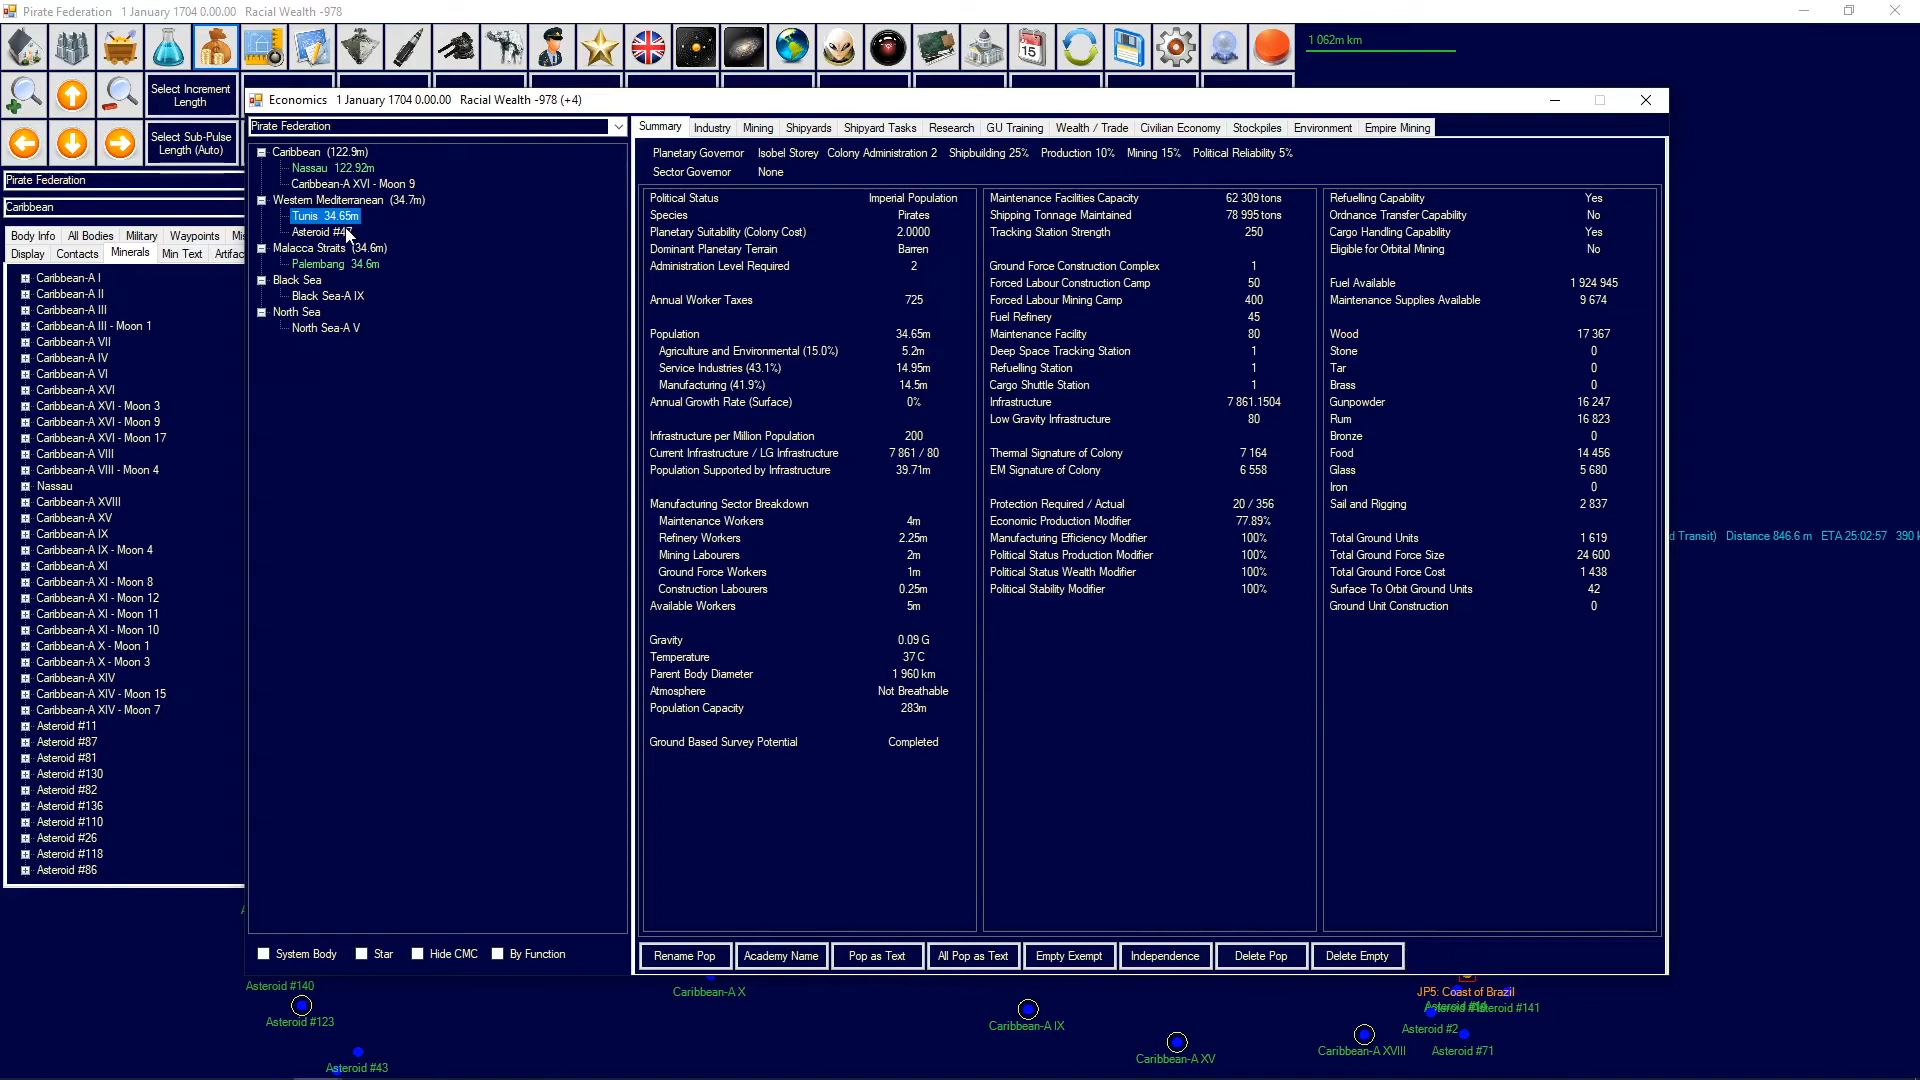 Pirate Federation   1 January 1704 0.00.00   Racial Wealth -978
1 062m km
Select Increment Length
Select Sub-Pulse Length (Auto)
Pirate Federation
Caribbean
Body Info
All Bodies
Military
Waypoints
Display
Contacts
Minerals
Min Text
Caribbean-A I
Caribbean-A II
Caribbean-A III
Caribbean-A III - Moon 1
Caribbean-A VII
Caribbean-A IV
Caribbean-A VI
Caribbean-A XVI
Caribbean-A XVI - Moon 3
Caribbean-A XVI - Moon 9
Caribbean-A XVI - Moon 17
Caribbean-A VIII
Caribbean-A VIII - Moon 4
Nassau
Caribbean-A XVIII
Caribbean-A XV
Caribbean-A IX
Caribbean-A IX - Moon 4
Caribbean-A XI
Caribbean-A XI - Moon 8
Caribbean-A XI - Moon 12
Caribbean-A XI - Moon 11
Caribbean-A XI - Moon 10
Caribbean-A X - Moon 1
Caribbean-A X - Moon 3
Caribbean-A XIV
Caribbean-A XIV - Moon 15
Caribbean-A XIV - Moon 7
Asteroid #11
Asteroid #87
Asteroid #81
Asteroid #130
Asteroid #82
Asteroid #136
Asteroid #110
Asteroid #26
Asteroid #118
Asteroid #86
Economics   1 January 1704 0.00.00   Racial Wealth -978 (+4)
Pirate Federation
Caribbean (122.9m)
Nassau 122.92m
Caribbean-A XVI - Moon 9
Western Mediterranean (34.7m)
Tunis 34.65m
Asteroid
Malacca Straits (34.6m)
Palembang 34.6m
Black Sea
Black Sea-A IX
North Sea
North Sea-A V
System Body
Star
Hide CMC
By Function
Summary
Industry
Mining
Shipyards
Shipyard Tasks
Research
GU Training
Wealth / Trade
Civilian Economy
Stockpiles
Environment
Empire Mining
Planetary Governor   Isobel Storey   Colony Administration 2   Shipbuilding 25%   Production 10%   Mining 15%   Political Reliability 5%
Sector Governor   None
Political Status   Imperial Population
Species   Pirates
Planetary Suitability (Colony Cost)   2.0000
Dominant Planetary Terrain   Barren
Administration Level Required   2
Annual Worker Taxes   725
Population   34.65m
Agriculture and Environmental (15.0%)   5.2m
Service Industries (43.1%)   14.95m
Manufacturing (41.9%)   14.5m
Annual Growth Rate (Surface)   0%
Infrastructure per Million Population   200
Current Infrastructure / LG Infrastructure   7 861 / 80
Population Supported by Infrastructure   39.71m
Manufacturing Sector Breakdown
Maintenance Workers   4m
Refinery Workers   2.25m
Mining Labourers   2m
Ground Force Workers   1m
Construction Labourers   0.25m
Available Workers   5m
Gravity   0.09 G
Temperature   37 C
Parent Body Diameter   1 960 km
Atmosphere   Not Breathable
Population Capacity   283m
Ground Based Survey Potential   Completed
Maintenance Facilities Capacity   62 309 tons
Shipping Tonnage Maintained   78 995 tons
Tracking Station Strength   250
Ground Force Construction Complex   1
Forced Labour Construction Camp   50
Forced Labour Mining Camp   400
Fuel Refinery   45
Maintenance Facility   80
Deep Space Tracking Station   1
Refuelling Station   1
Cargo Shuttle Station   1
Infrastructure   7 861.1504
Low Gravity Infrastructure   80
Thermal Signature of Colony   7 164
EM Signature of Colony   6 558
Protection Required / Actual   20 / 356
Economic Production Modifier   77.89%
Manufacturing Efficiency Modifier   100%
Political Status Production Modifier   100%
Political Status Wealth Modifier   100%
Political Stability Modifier   100%
Refuelling Capability   Yes
Ordnance Transfer Capability   No
Cargo Handling Capability   Yes
Eligible for Orbital Mining   No
Fuel Available   1 924 945
Maintenance Supplies Available   9 674
Wood   17 367
Stone   0
Tar   0
Brass   0
Gunpowder   16 247
Rum   16 823
Bronze   0
Food   14 456
Glass   5 680
Iron   0
Sail and Rigging   2 837
Total Ground Units   1 619
Total Ground Force Size   24 600
Total Ground Force Cost   1 438
Surface To Orbit Ground Units   42
Ground Unit Construction   0
Rename Pop
Academy Name
Pop as Text
All Pop as Text
Empty Exempt
Independence
Delete Pop
Delete Empty
Transit)   Distance 846.6 m   ETA 25:02:57   390
Asteroid #140
Asteroid #123
Asteroid #43
Caribbean-A X
Caribbean-A IX
Caribbean-A XV
Caribbean-A XVIII
JP5: Coast of Brazil
Asteroid #141
Asteroid #2
Asteroid #71